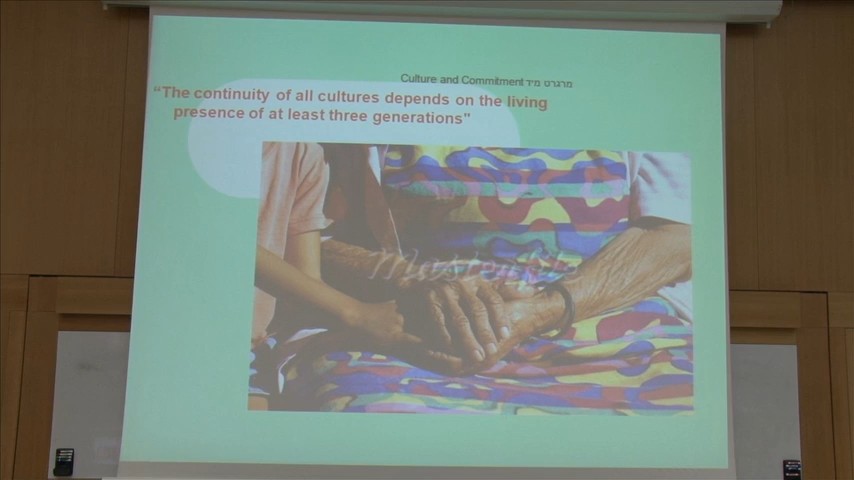 Culture and Commitment מרגרט מיד
“The continuity of all cultures depends on the living
presence of at least three generations"
Masterfile